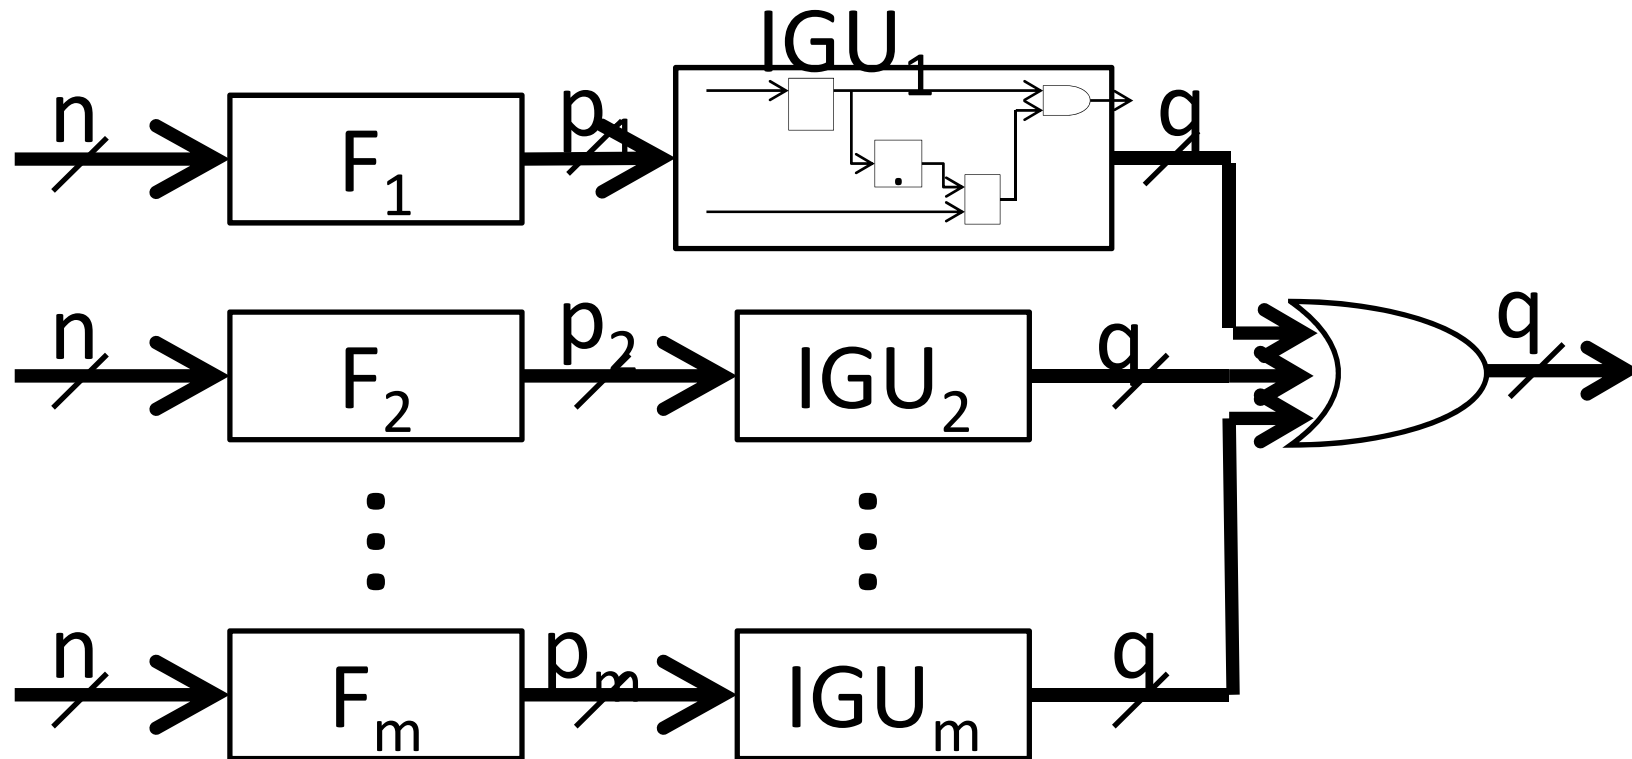 IGU₁
n F₁ p₁ q
n F₂ p₂ IGU₂ q q
n Fₘ pₘ IGUₘ q